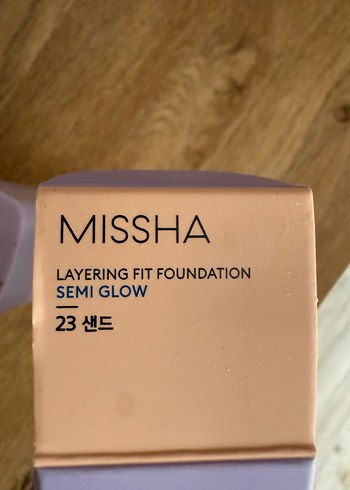 MISSHA
LAYERING FIT FOUNDATION
SEMI GLOW
23 샌드